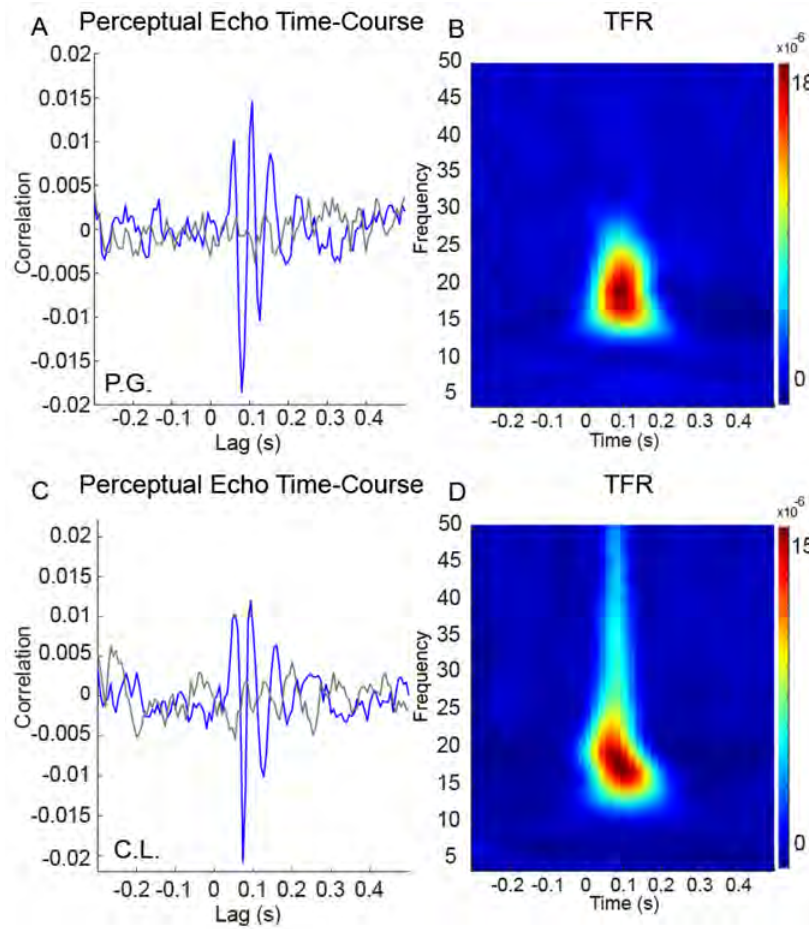 A Perceptual Echo Time-Course
0.02
0.015
0.01
0.005
0
-0.005
-0.01
-0.015
-0.02
Correlation
P.G.
-0.2 -0.1 0 0.1 0.2 0.3 0.4
Lag (s)
B TFR
50
45
40
35
30
25
20
15
10
5
Frequency
-0.2 -0.1 0 0.1 0.2 0.3 0.4
Time (s)
x10-6
18
0
C Perceptual Echo Time-Course
0.02
0.015
0.01
0.005
0
-0.005
-0.01
-0.015
-0.02
Correlation
C.L.
-0.2 -0.1 0 0.1 0.2 0.3 0.4
Lag (s)
D TFR
50
45
40
35
30
25
20
15
10
5
Frequency
-0.2 -0.1 0 0.1 0.2 0.3 0.4
Time (s)
x10-6
15
0